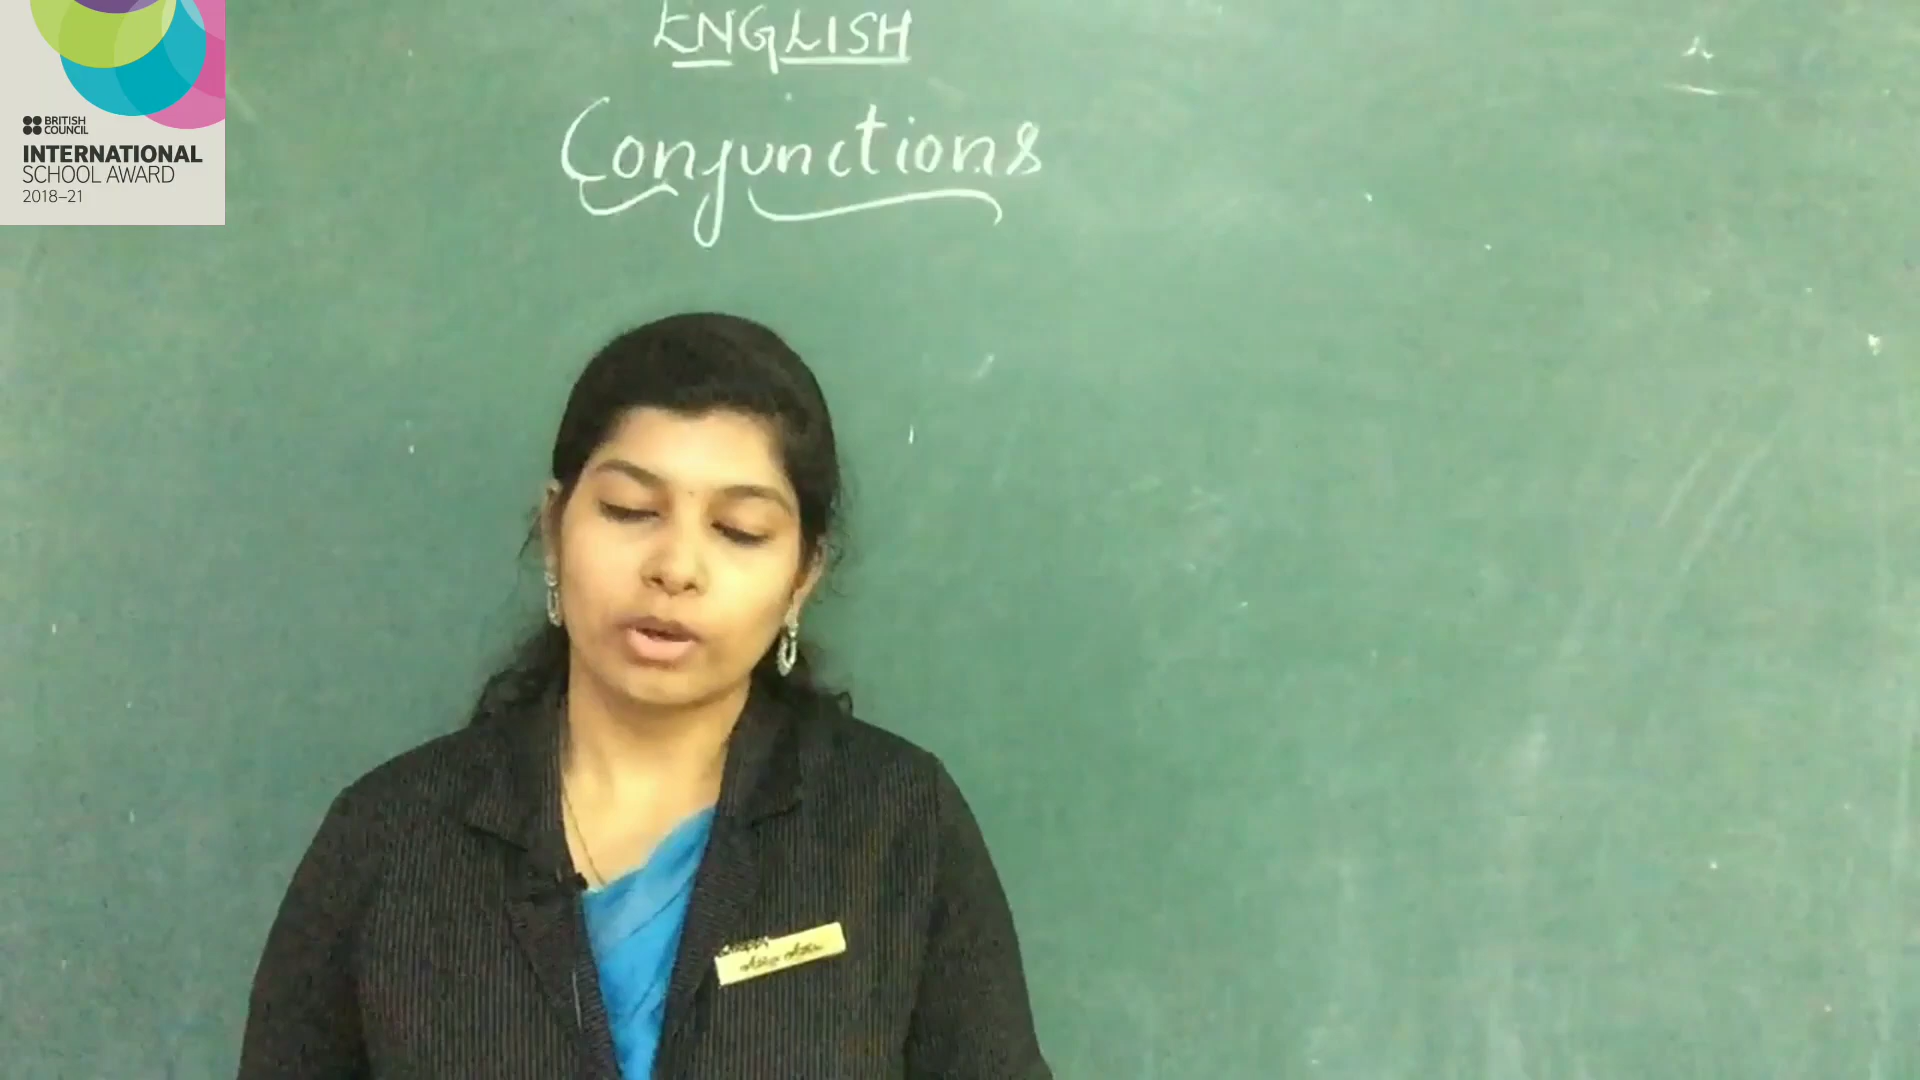 BRITISH
COUNCIL
INTERNATIONAL
SCHOOL AWARD
2018–21
ENGLISH
Conjunctions